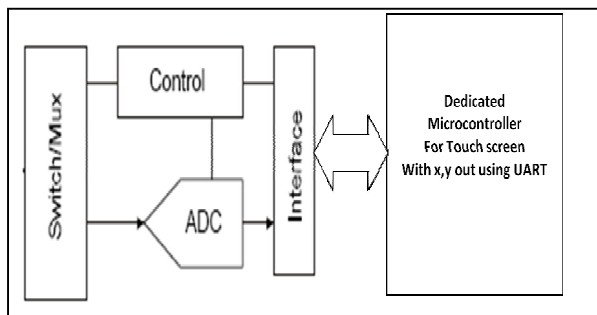 Switch/Mux
Control
ADC
Interface
Dedicated
Microcontroller
For Touch screen
With x,y out using UART